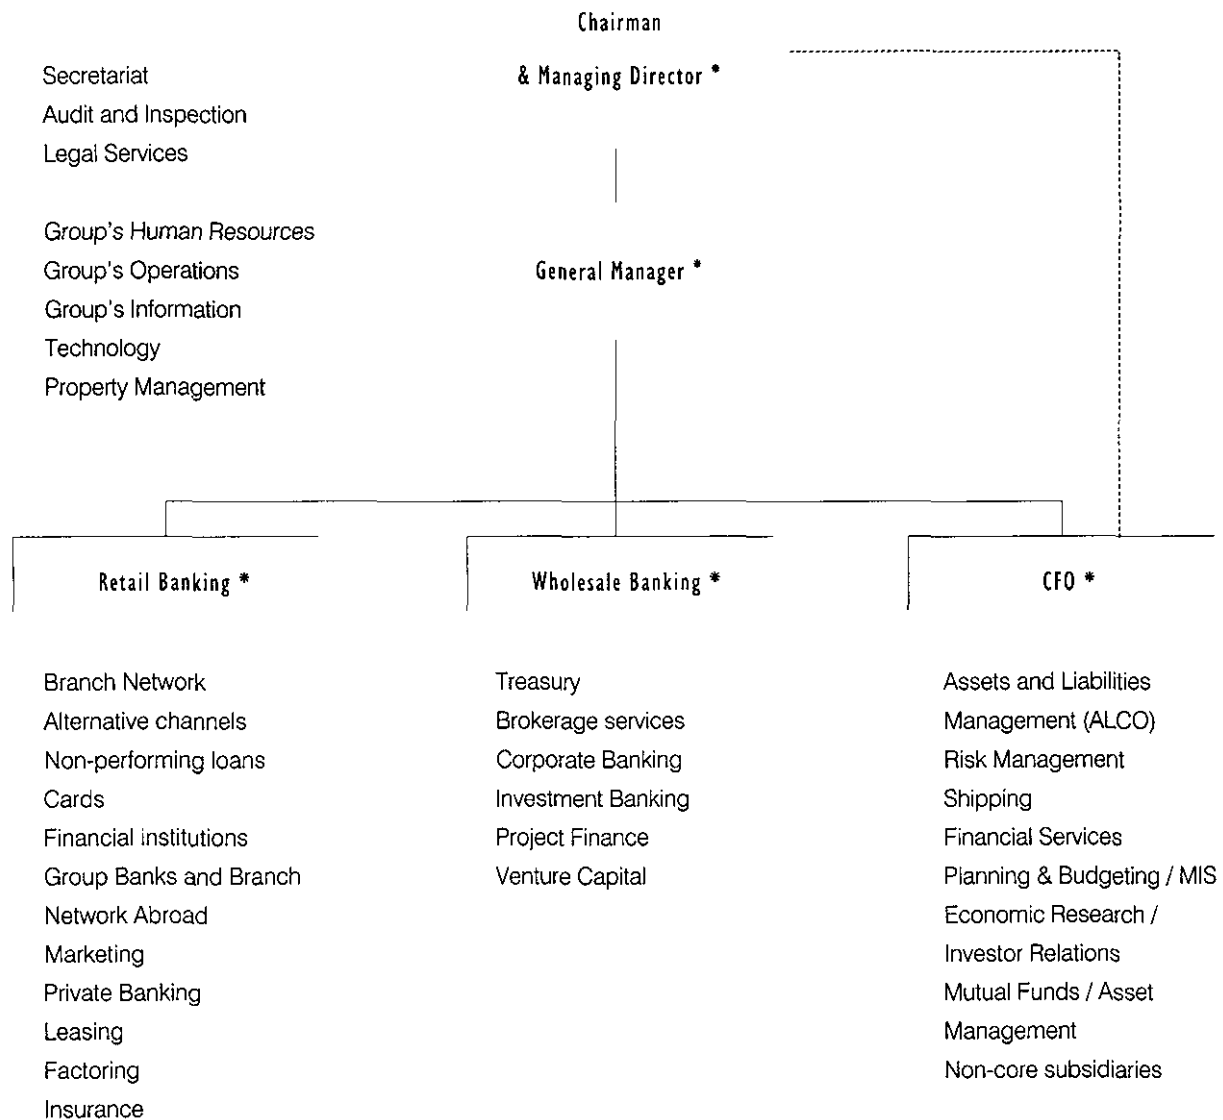 Chairman
& Managing Director *
Secretariat
Audit and Inspection
Legal Services
Group's Human Resources
Group's Operations
Group's Information
Technology
Property Management
General Manager *
Retail Banking *
Wholesale Banking *
CFO *
Branch Network
Alternative channels
Non-performing loans
Cards
Financial institutions
Group Banks and Branch
Network Abroad
Marketing
Private Banking
Leasing
Factoring
Insurance
Treasury
Brokerage services
Corporate Banking
Investment Banking
Project Finance
Venture Capital
Assets and Liabilities
Management (ALCO)
Risk Management
Shipping
Financial Services
Planning & Budgeting / MIS
Economic Research /
Investor Relations
Mutual Funds / Asset
Management
Non-core subsidiaries